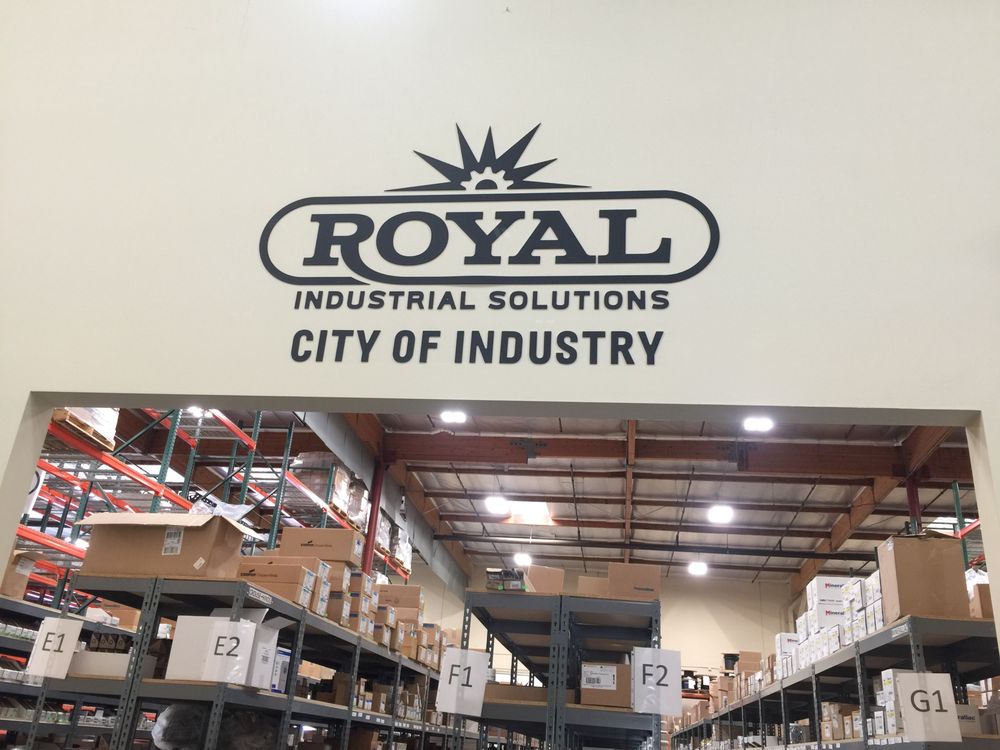 ROYAL
INDUSTRIAL SOLUTIONS
CITY OF INDUSTRY
E1
E2
F1
F2
G1